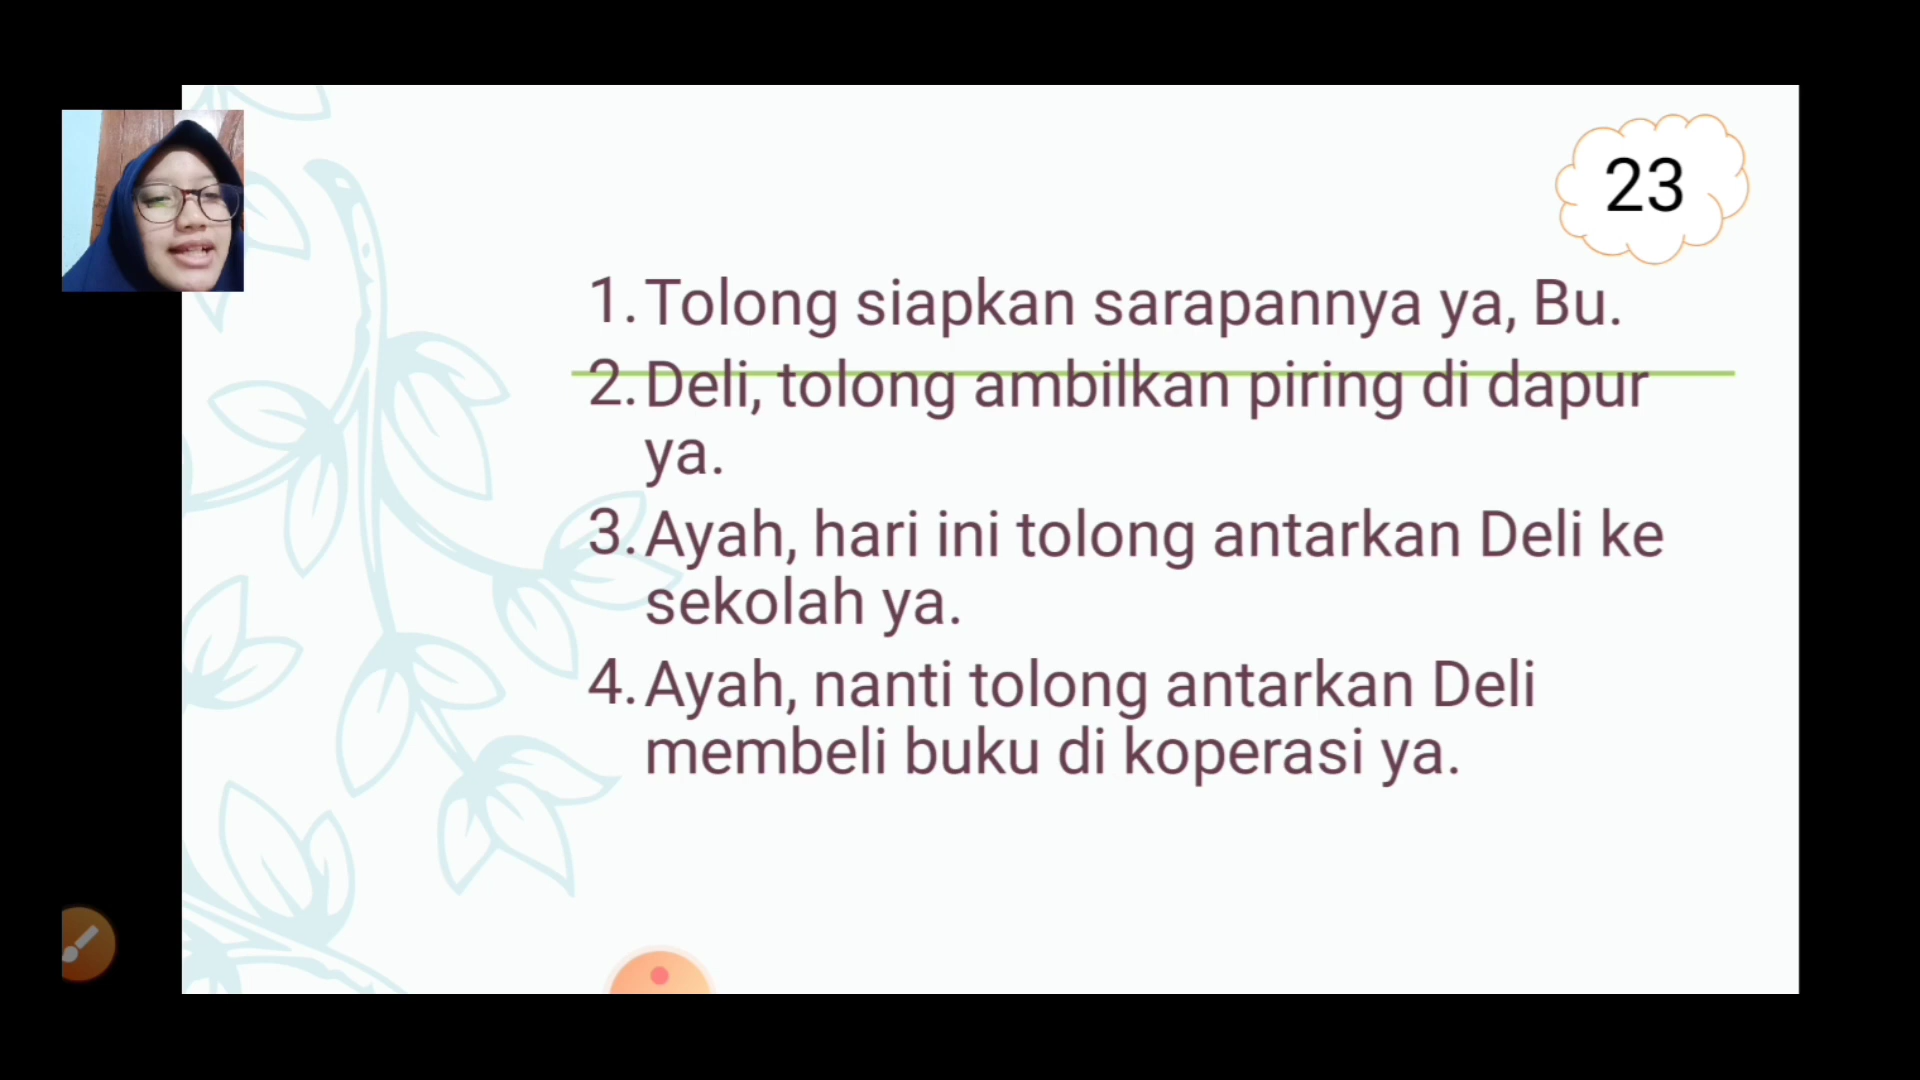 23
1. Tolong siapkan sarapannya ya, Bu.
2. Deli, tolong ambilkan piring di dapur
ya.
3. Ayah, hari ini tolong antarkan Deli ke
sekolah ya.
4. Ayah, nanti tolong antarkan Deli
membeli buku di koperasi ya.